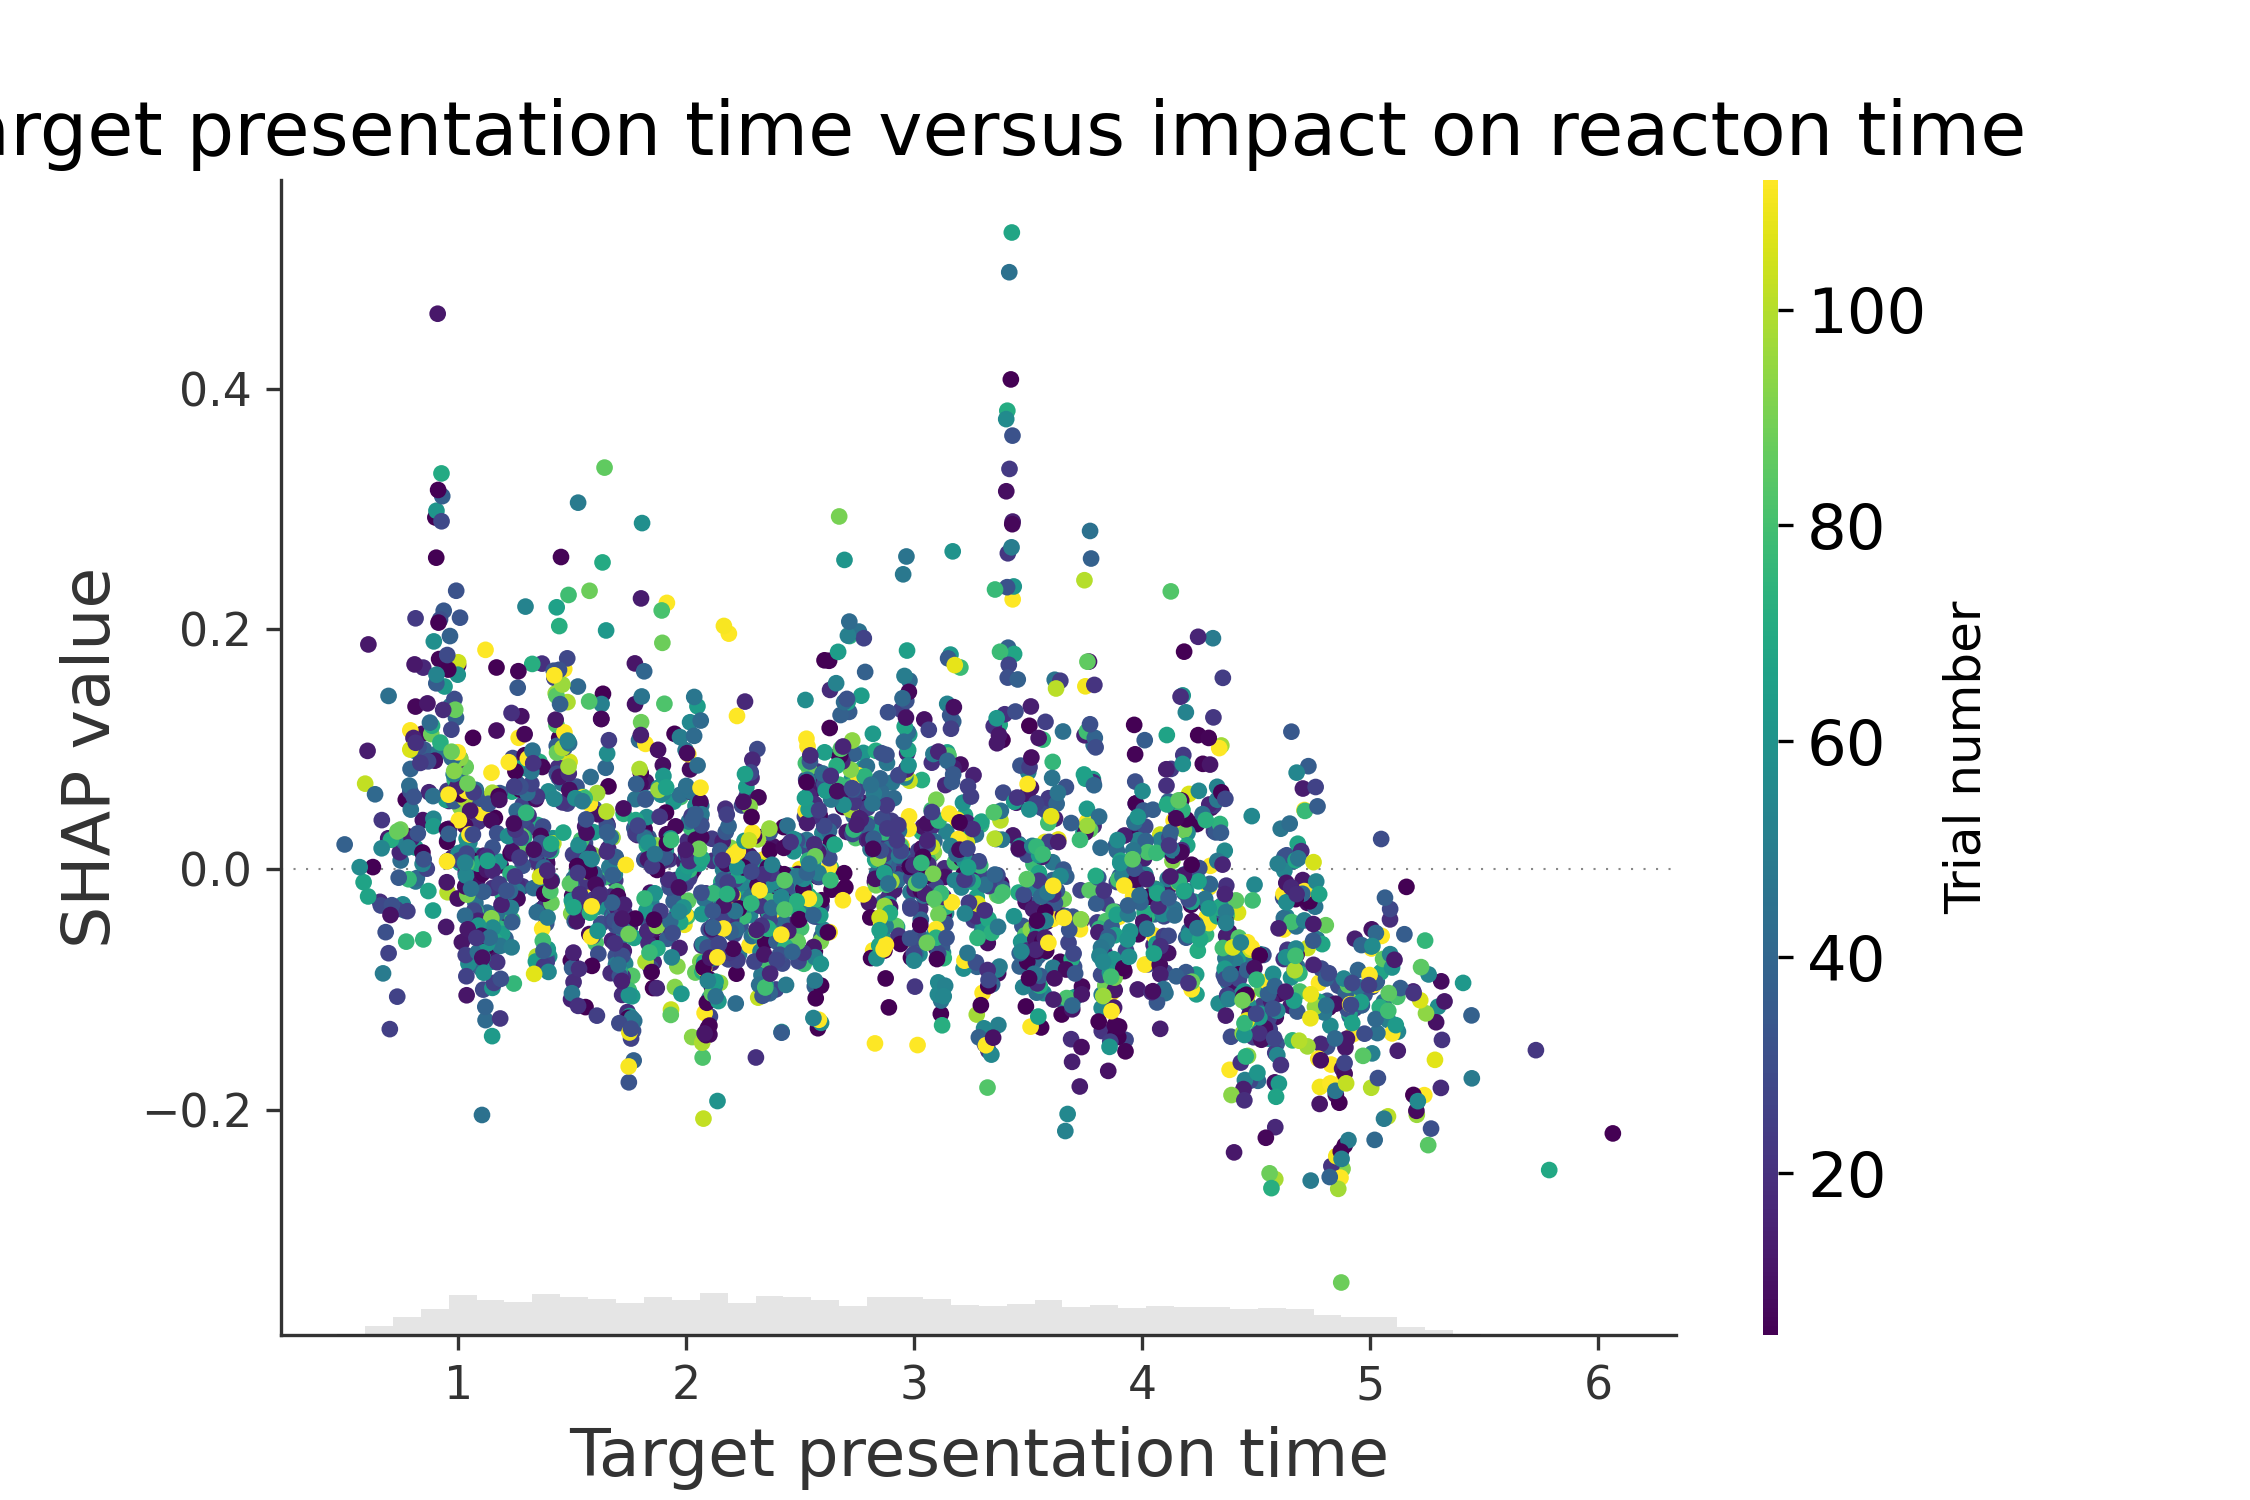 arget presentation time versus impact on reacton time
0.4
0.2
0.0
−0.2
SHAP value
1 2 3 4 5 6
Target presentation time
100
80
60
40
20
Trial number